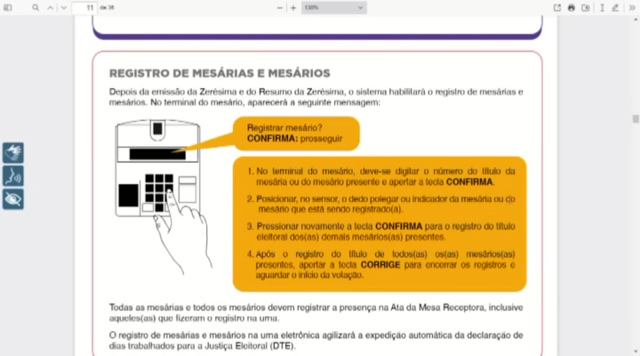 11
de 36
130%
REGISTRO DE MESÁRIAS E MESÁRIOS
Depois da emissão da Zerésima e do Resumo da Zerésima, o sistema habilitará o registro de mesárias e
mesários. No terminal do mesário, aparecerá a seguinte mensagem:
Registrar mesário?
CONFIRMA: prosseguir
1. No terminal do mesário, deve-se digitar o número do título da
mesária ou do mesário presente e apertar a tecla CONFIRMA.
2. Posicionar, no sensor, o dedo polegar ou indicador da mesária ou do
mesário que está sendo registrado(a).
3. Pressionar novamente a tecla CONFIRMA para o registro do título
eleitoral dos(as) demais mesários(as) presentes.
4. Após o registro do título de todos(as) os(as) mesários(as)
presentes, apertar a tecla CORRIGE para encerrar os registros e
aguardar o início da votação.
Todas as mesárias e todos os mesários devem registrar a presença na Ata da Mesa Receptora, inclusive
aqueles(as) que fizeram o registro na urna.
O registro de mesárias e mesários na urna eletrônica agilizará a expedição automática da declaração de
dias trabalhados para a Justiça Eleitoral (DTE).